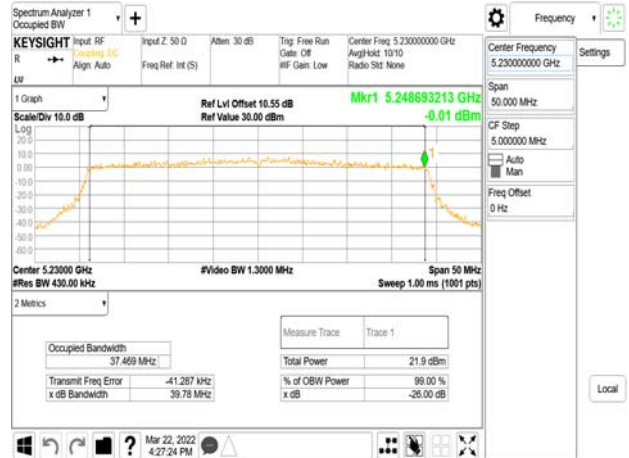 Spectrum Analyzer 1
Occupied BW
Frequency
KEYSIGHT
Input: RF
Coupling: DC
Align: Auto
Input Z: 50 Ω
Freq Ref: Int (S)
Atten: 30 dB
Trig: Free Run
Gate: Off
#IF Gain: Low
Center Freq: 5.230000000 GHz
Avg|Hold: 10/10
Radio Std: None
R
LXI
1 Graph
Scale/Div 10.0 dB
Ref Lvl Offset 10.55 dB
Ref Value 30.00 dBm
Mkr1 5.248693213 GHz
-0.01 dBm
Log
20.0
10.0
0.00
-10.0
-20.0
-30.0
-40.0
-50.0
-60.0
1
Center 5.23000 GHz
#Res BW 430.00 kHz
#Video BW 1.3000 MHz
Span 50 MHz
Sweep 1.00 ms (1001 pts)
2 Metrics
Measure Trace
Trace 1
Occupied Bandwidth
37.469 MHz
Total Power
21.9 dBm
Transmit Freq Error
-41.287 kHz
% of OBW Power
99.00 %
x dB Bandwidth
39.78 MHz
x dB
-26.00 dB
Mar 22, 2022
4:27:24 PM
Center Frequency
5.230000000 GHz
Settings
Span
50.000 MHz
CF Step
5.000000 MHz
Auto
Man
Freq Offset
0 Hz
Local